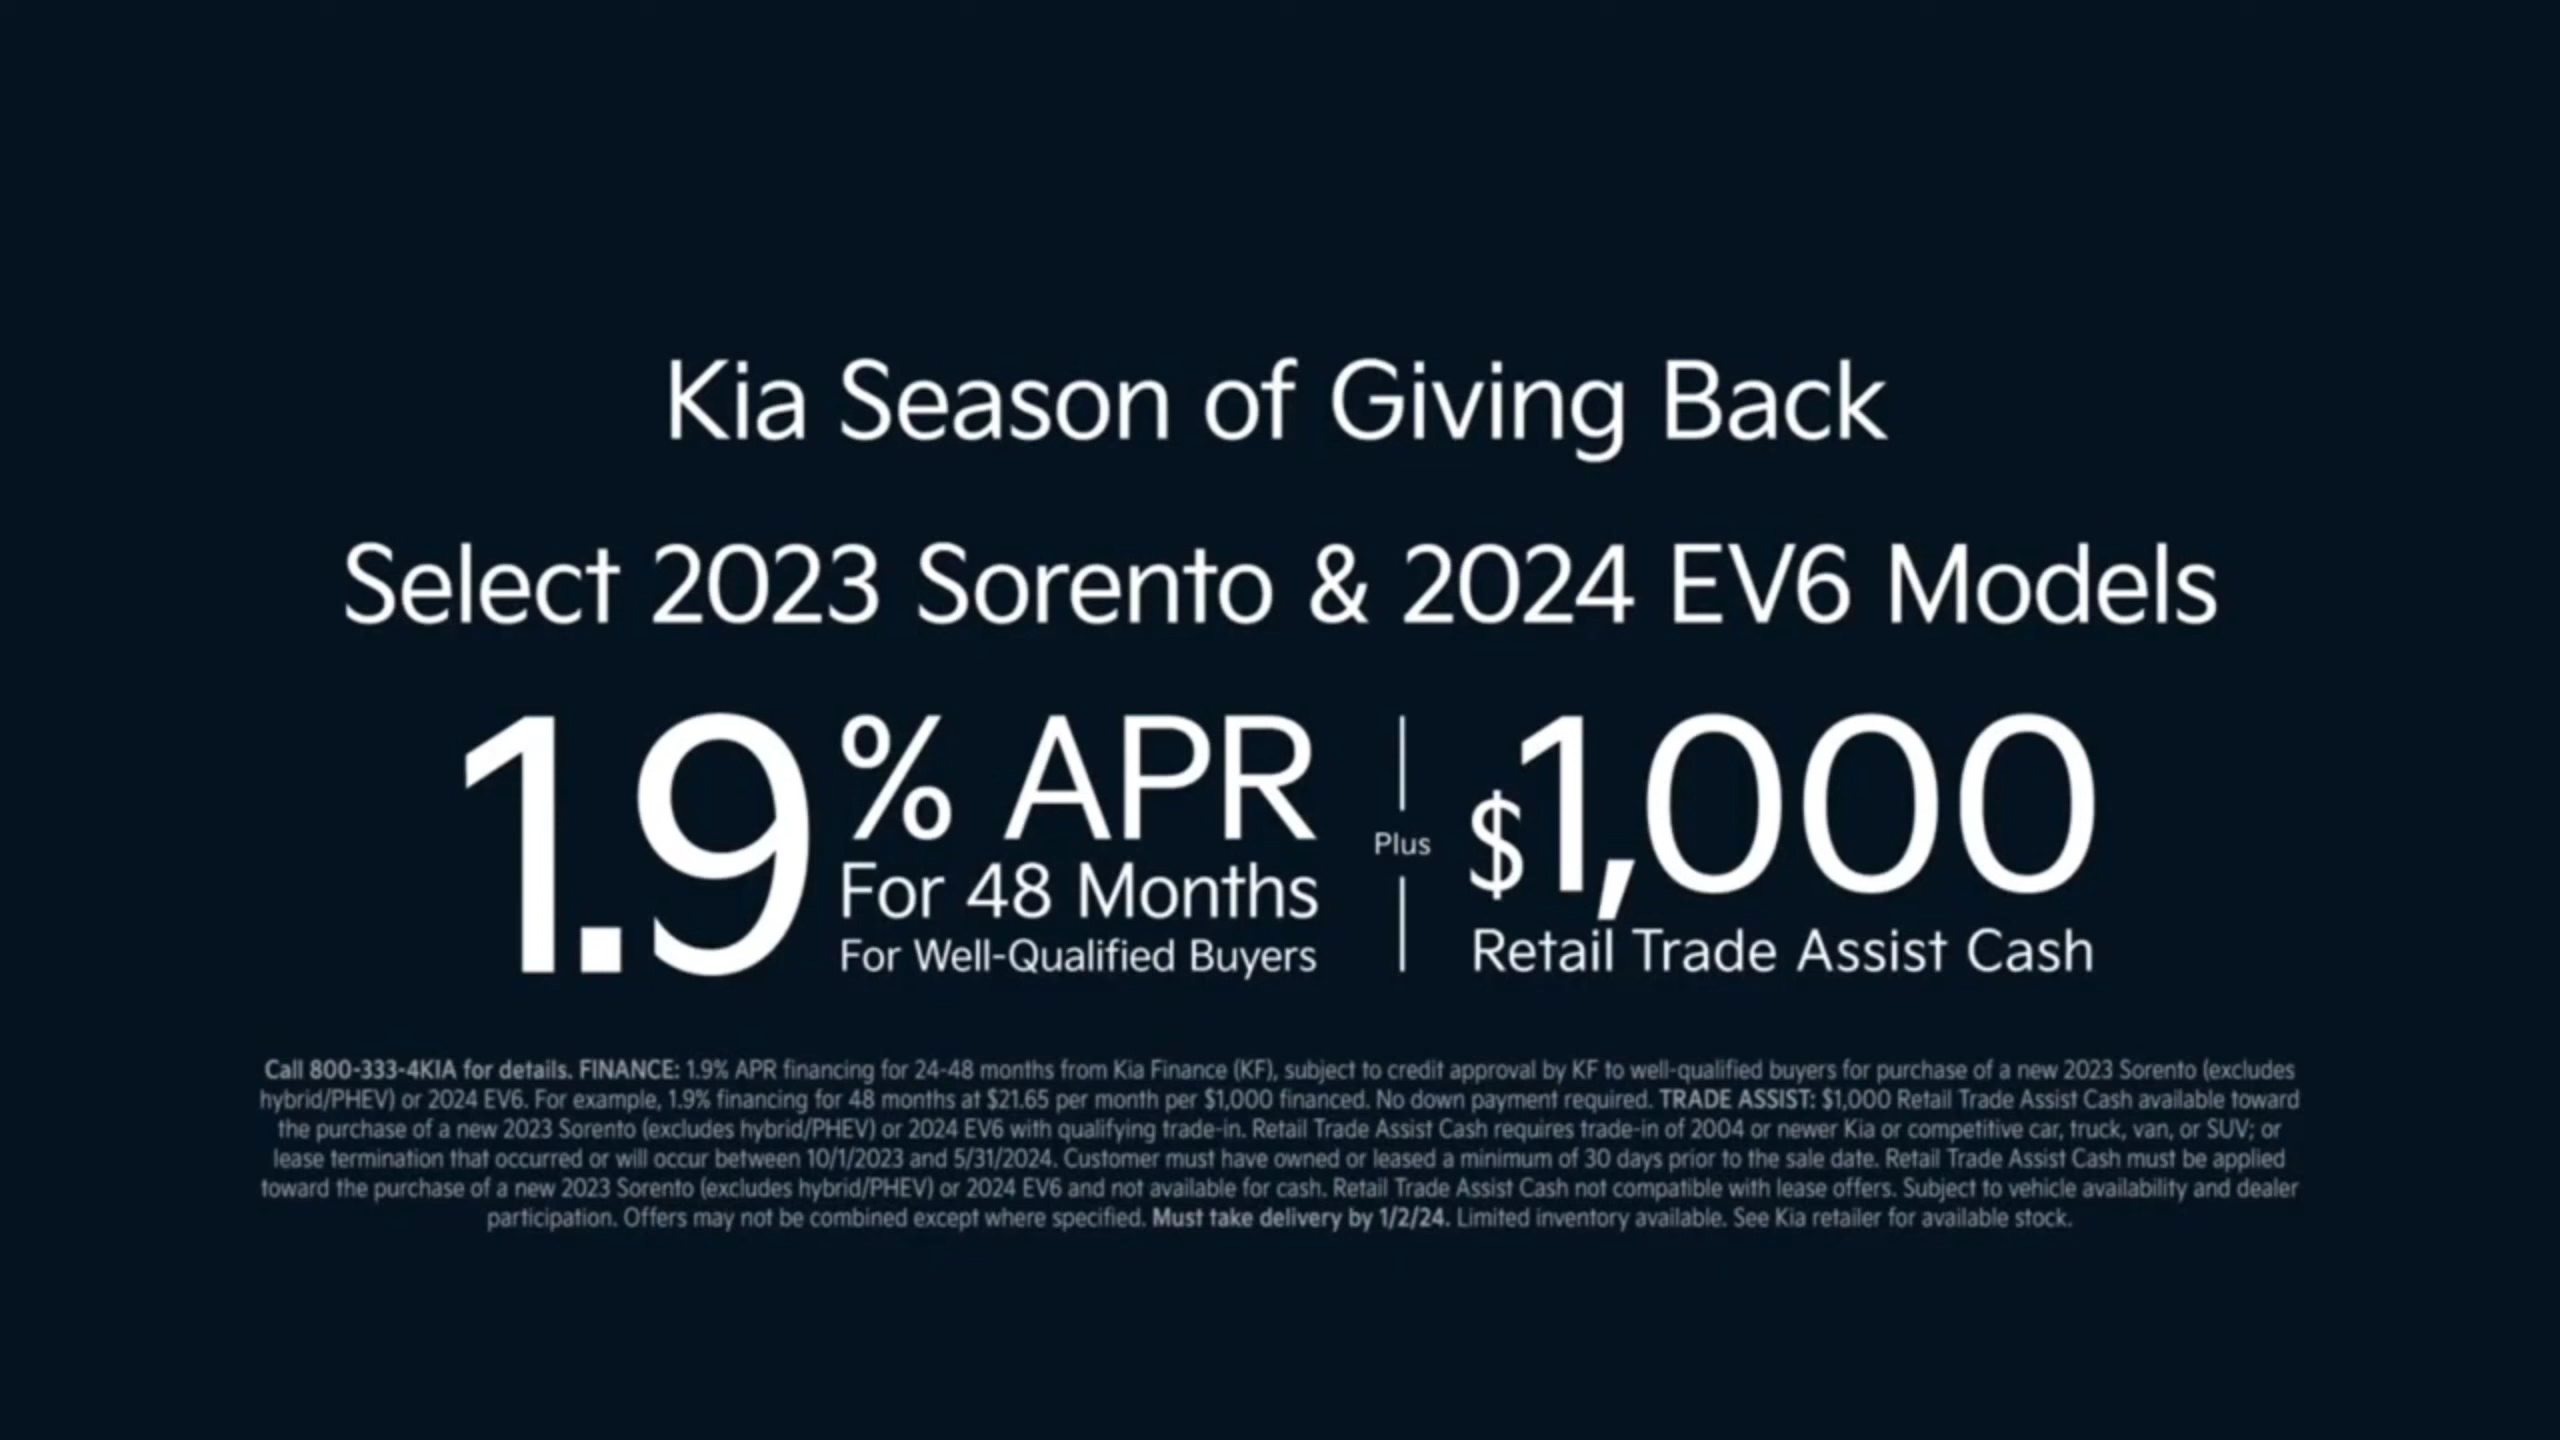 Kia Season of Giving Back
Select 2023 Sorento & 2024 EV6 Models
1.9% APR
For 48 Months
For Well-Qualified Buyers
Plus
$1,000
Retail Trade Assist Cash
Call 800-333-4KIA for details. FINANCE: 1.9% APR financing for 24-48 months from Kia Finance (KF), subject to credit approval by KF to well-qualified buyers for purchase of a new 2023 Sorento (excludes
hybrid/PHEV) or 2024 EV6. For example, 1.9% financing for 48 months at $21.65 per month per $1,000 financed. No down payment required. TRADE ASSIST: $1,000 Retail Trade Assist Cash available toward
the purchase of a new 2023 Sorento (excludes hybrid/PHEV) or 2024 EV6 with qualifying trade-in. Retail Trade Assist Cash requires trade-in of 2004 or newer Kia or competitive car, truck, van, or SUV; or
lease termination that occurred or will occur between 10/1/2023 and 5/31/2024. Customer must have owned or leased a minimum of 30 days prior to the sale date. Retail Trade Assist Cash must be applied
toward the purchase of a new 2023 Sorento (excludes hybrid/PHEV) or 2024 EV6 and not available for cash. Retail Trade Assist Cash not compatible with lease offers. Subject to vehicle availability and dealer
participation. Offers may not be combined except where specified. Must take delivery by 1/2/24. Limited inventory available. See Kia retailer for available stock.